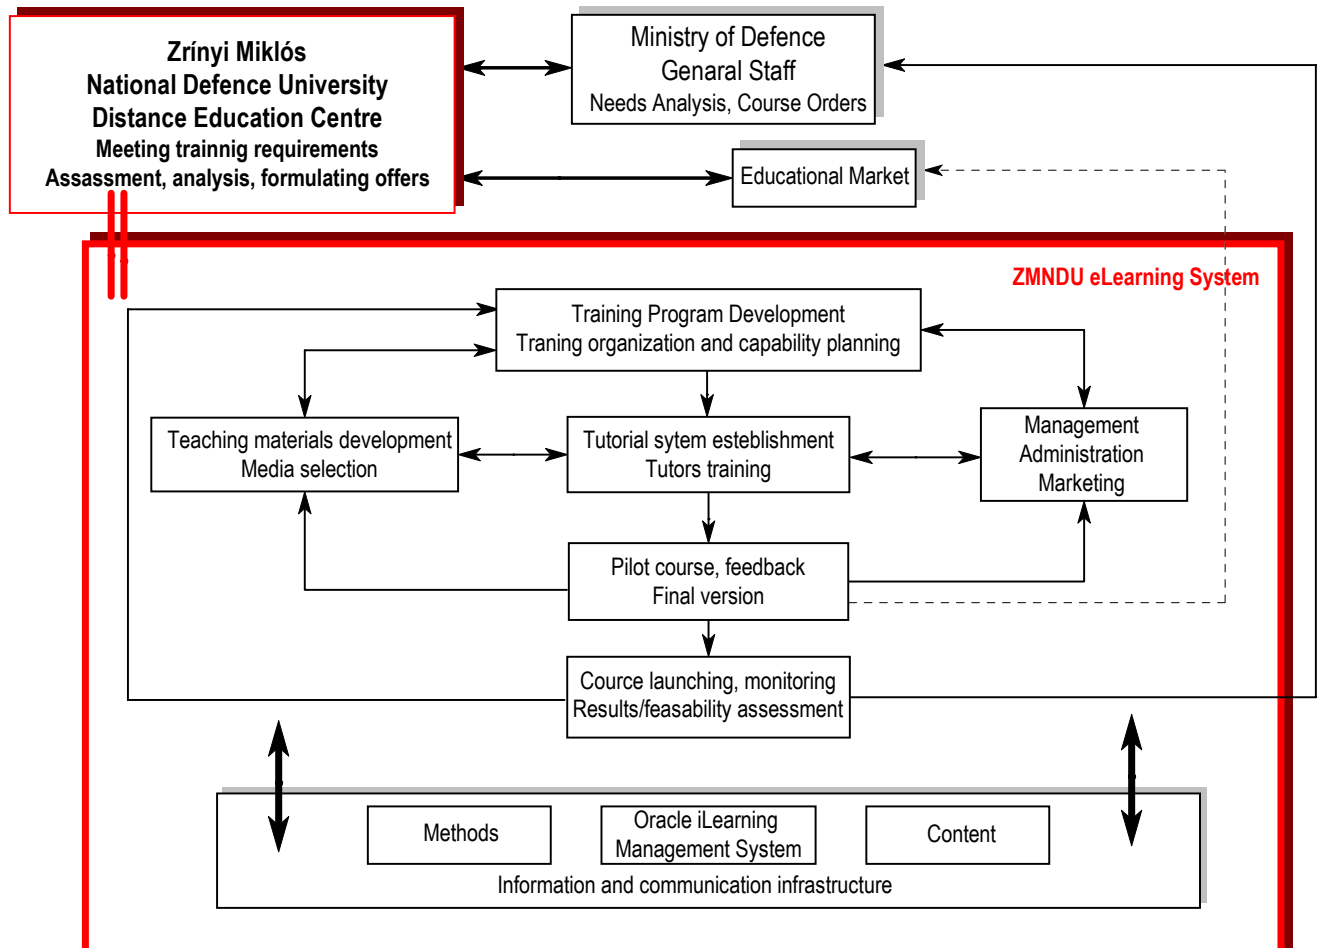 Zrínyi Miklós
National Defence University
Distance Education Centre
Meeting trainnig requirements
Assassment, analysis, formulating offers
Ministry of Defence
Genaral Staff
Needs Analysis, Course Orders
Educational Market
ZMNDU eLearning System
Training Program Development
Traning organization and capability planning
Teaching materials development
Media selection
Tutorial sytem esteblishment
Tutors training
Management
Administration
Marketing
Pilot course, feedback
Final version
Cource launching, monitoring
Results/feasability assessment
Methods
Oracle iLearning
Management System
Content
Information and communication infrastructure